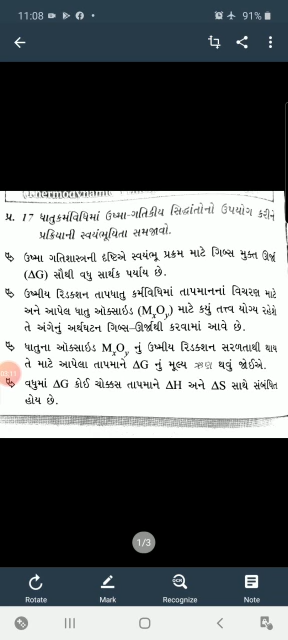 11:08
91%
પ્ર. 17 ધાતુકર્મવિધિમાં ઉષ્મા-ગતિકીય સિદ્ધાંતોનો ઉપયોગ કરીને
પ્રક્રિયાની સ્વયંભૂવિતા સમજાવો.
ઉષ્મા ગતિશાસ્ત્રની દૃષ્ટિએ સ્વયંભૂ પ્રક્રમ માટે ગિબ્સ મુક્ત ઊર્જા
(ΔG) સૌથી વધુ સાર્થક પર્યાય છે.
ઉષ્મીય રિડક્શન તાપધાતુ કર્મવિધિમાં તાપમાનનાં વિચરણ માટે
અને આપેલ ધાતુ ઓક્સાઇડ (MxOy) માટે કયું તત્ત્વ યોગ્ય રહેશે
તે અંગેનું અર્થઘટન ગિબ્સ-ઊર્જાથી કરવામાં આવે છે.
ધાતુના ઓક્સાઇડ MxOy નું ઉષ્મીય રિડક્શન સરળતાથી થાય
તે માટે આપેલા તાપમાને ΔG નું મૂલ્ય ઋણ થવું જોઈએ.
વધુમાં ΔG કોઈ ચોક્કસ તાપમાને ΔH અને ΔS સાથે સંબંધિત
હોય છે.
1/3
Rotate Mark Recognize Note